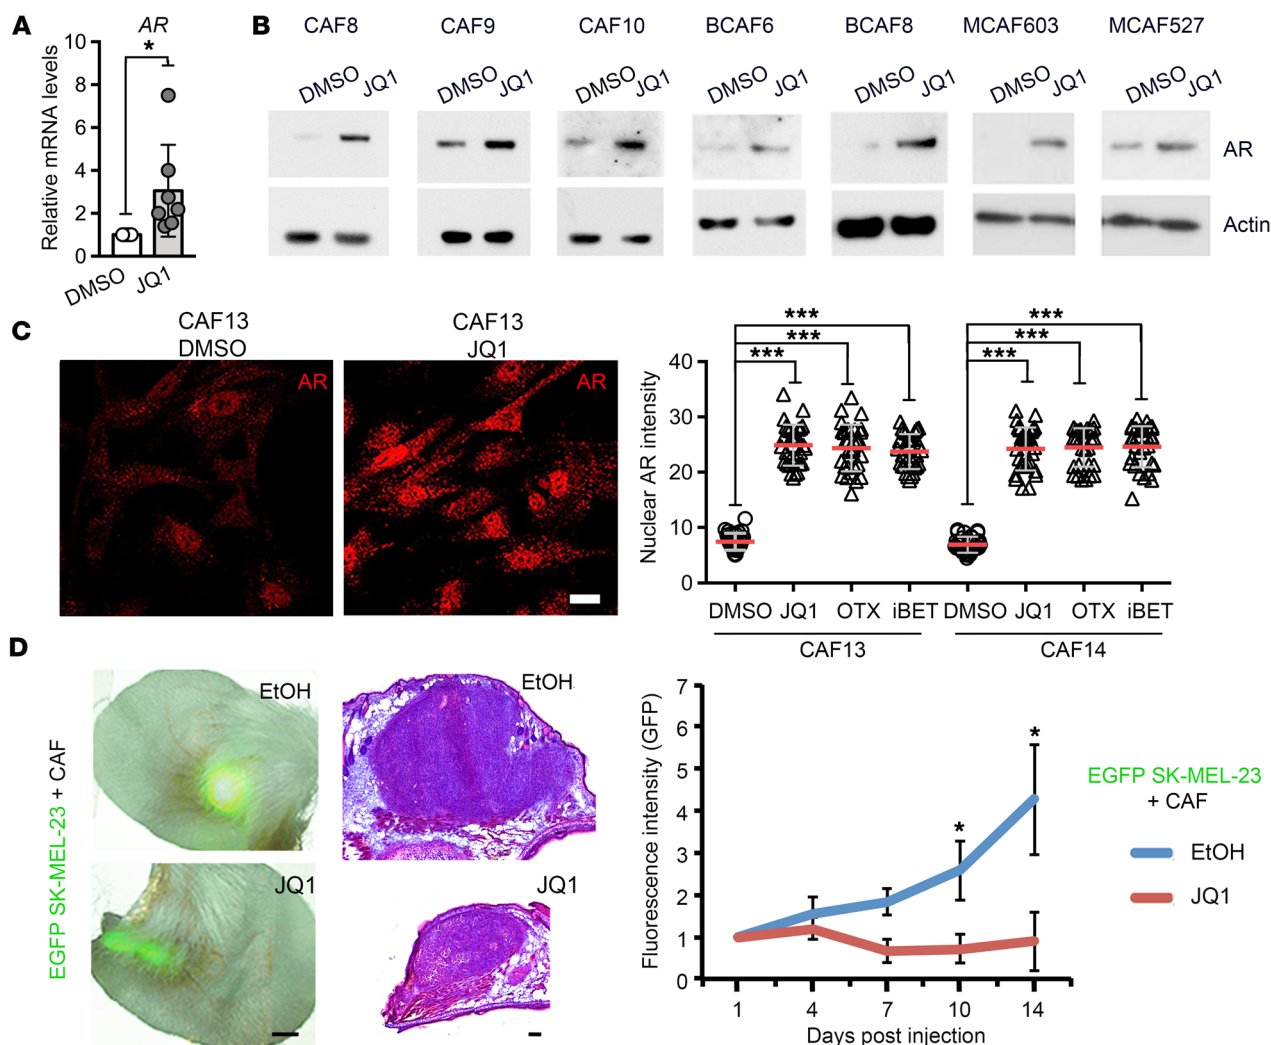 A
AR
*
Relative mRNA levels
10
8
6
4
2
0
DMSO JQ1
B
CAF8 CAF9 CAF10 BCAF6 BCAF8 MCAF603 MCAF527
DMSO JQ1 DMSO JQ1 DMSO JQ1 DMSO JQ1 DMSO JQ1 DMSO JQ1 DMSO JQ1
AR
Actin
C
CAF13
DMSO
AR
CAF13
JQ1
AR
Nuclear AR intensity
40
30
20
10
0
*** *** ***
*** *** ***
DMSO JQ1 OTX iBET DMSO JQ1 OTX iBET
CAF13 CAF14
D
EGFP SK-MEL-23 + CAF
EtOH
EtOH
JQ1
JQ1
Fluorescence intensity (GFP)
7
6
5
4
3
2
1
0
* *
1 4 7 10 14
Days post injection
EGFP SK-MEL-23
+ CAF
EtOH
JQ1